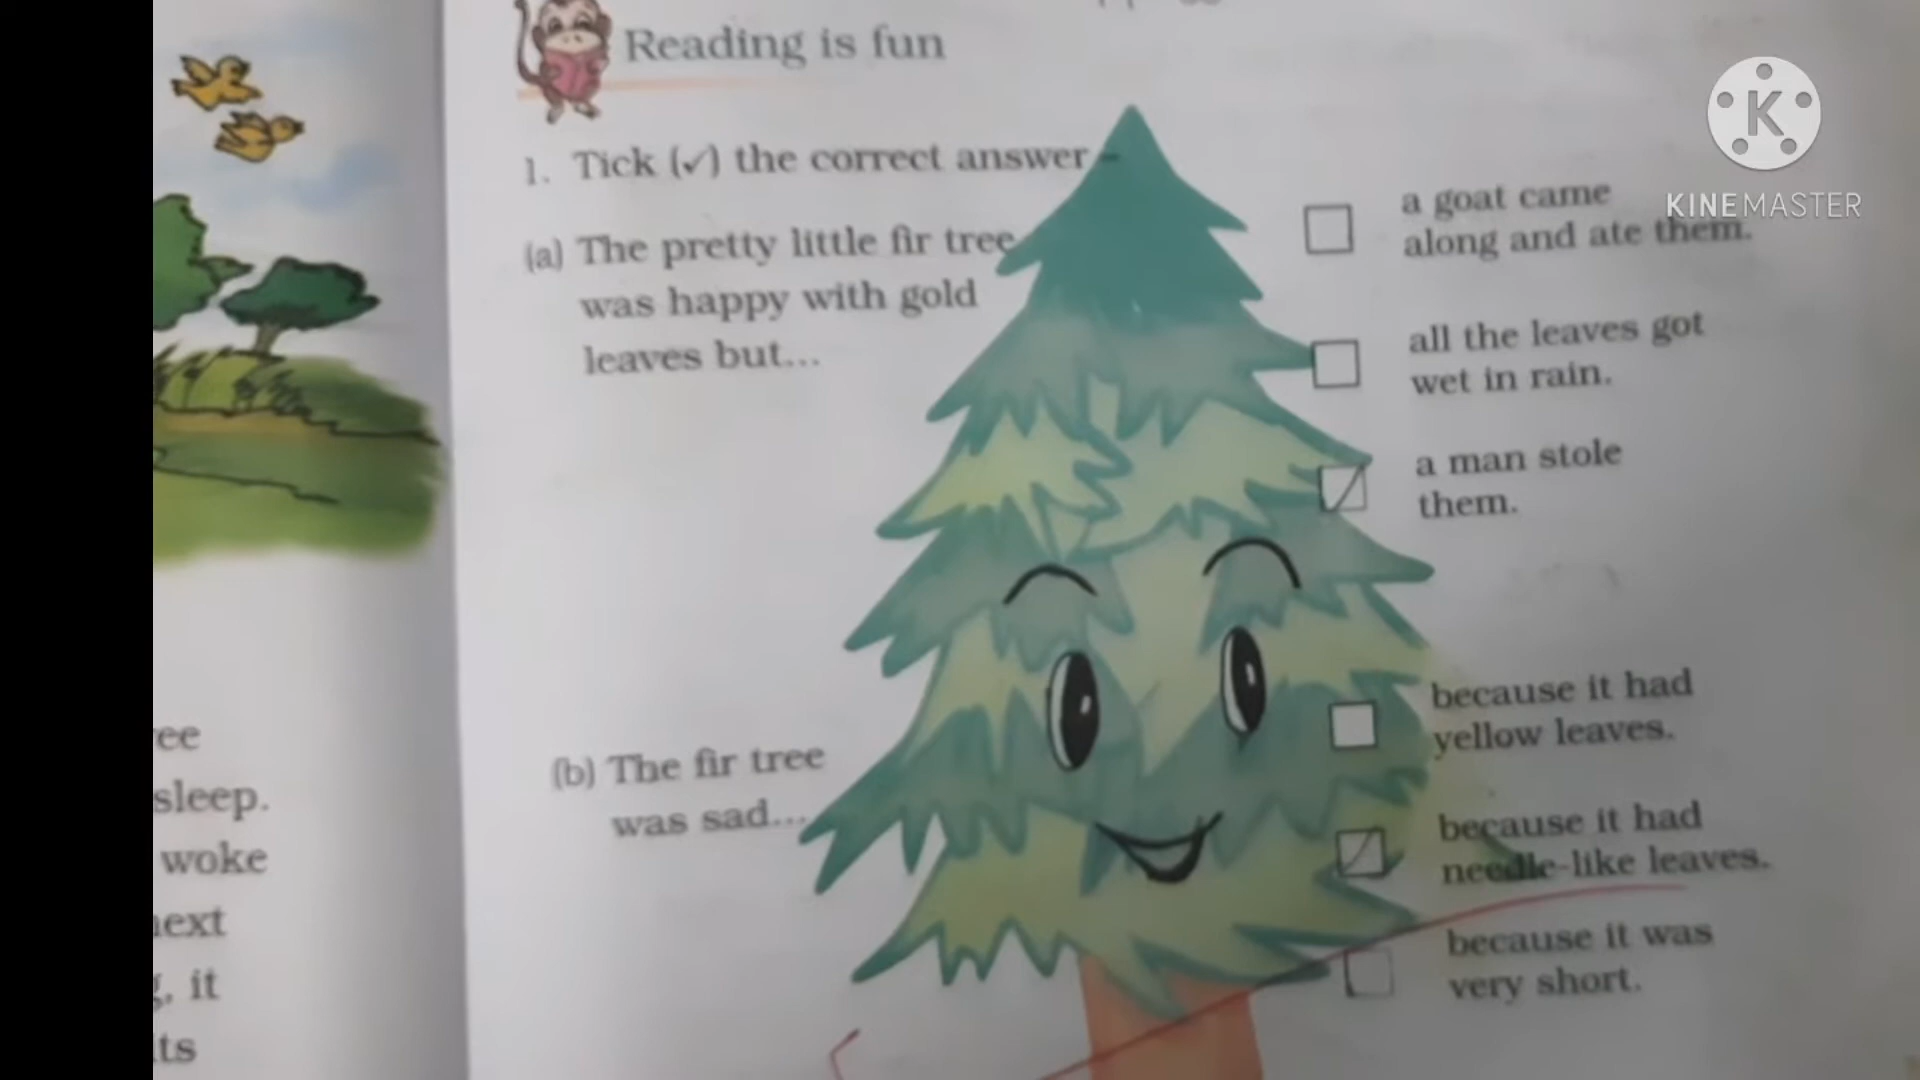 Reading is fun
1. Tick (✓) the correct answer –
(a) The pretty little fir tree
was happy with gold
leaves but...
a goat came
along and ate them.
all the leaves got
wet in rain.
a man stole
them.
(b) The fir tree
was sad...
because it had
yellow leaves.
because it had
needle-like leaves.
because it was
very short.
sleep.
woke
it
KINEMASTER